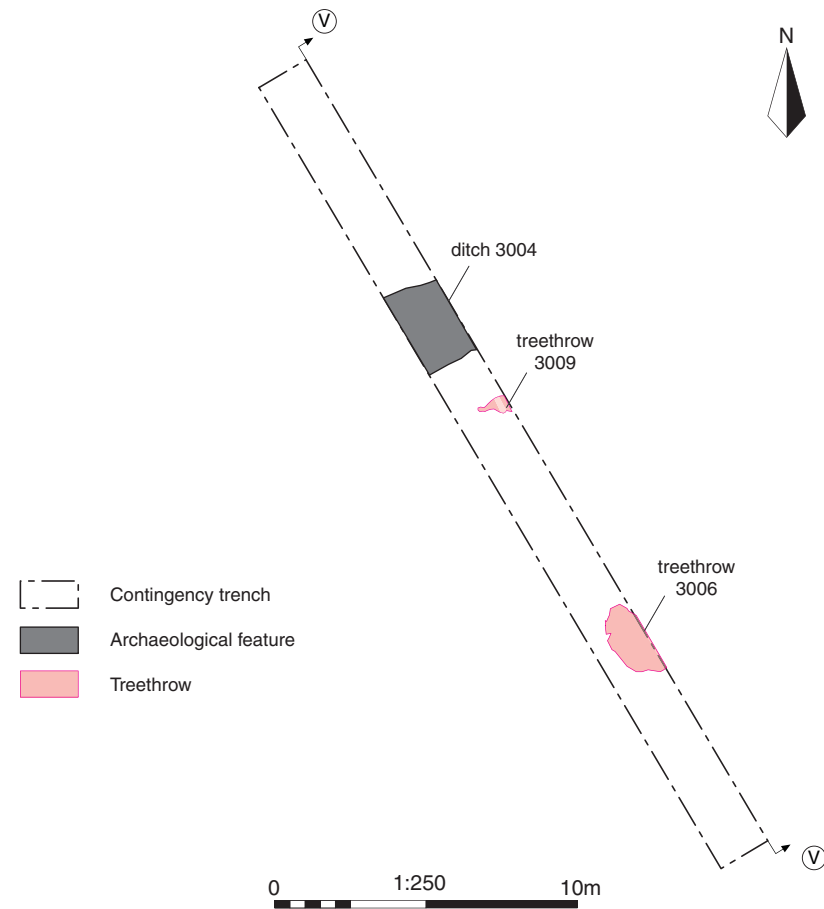 V
N
ditch 3004
treethrow
3009
treethrow
3006
Contingency trench
Archaeological feature
Treethrow
V
0 1:250 10m